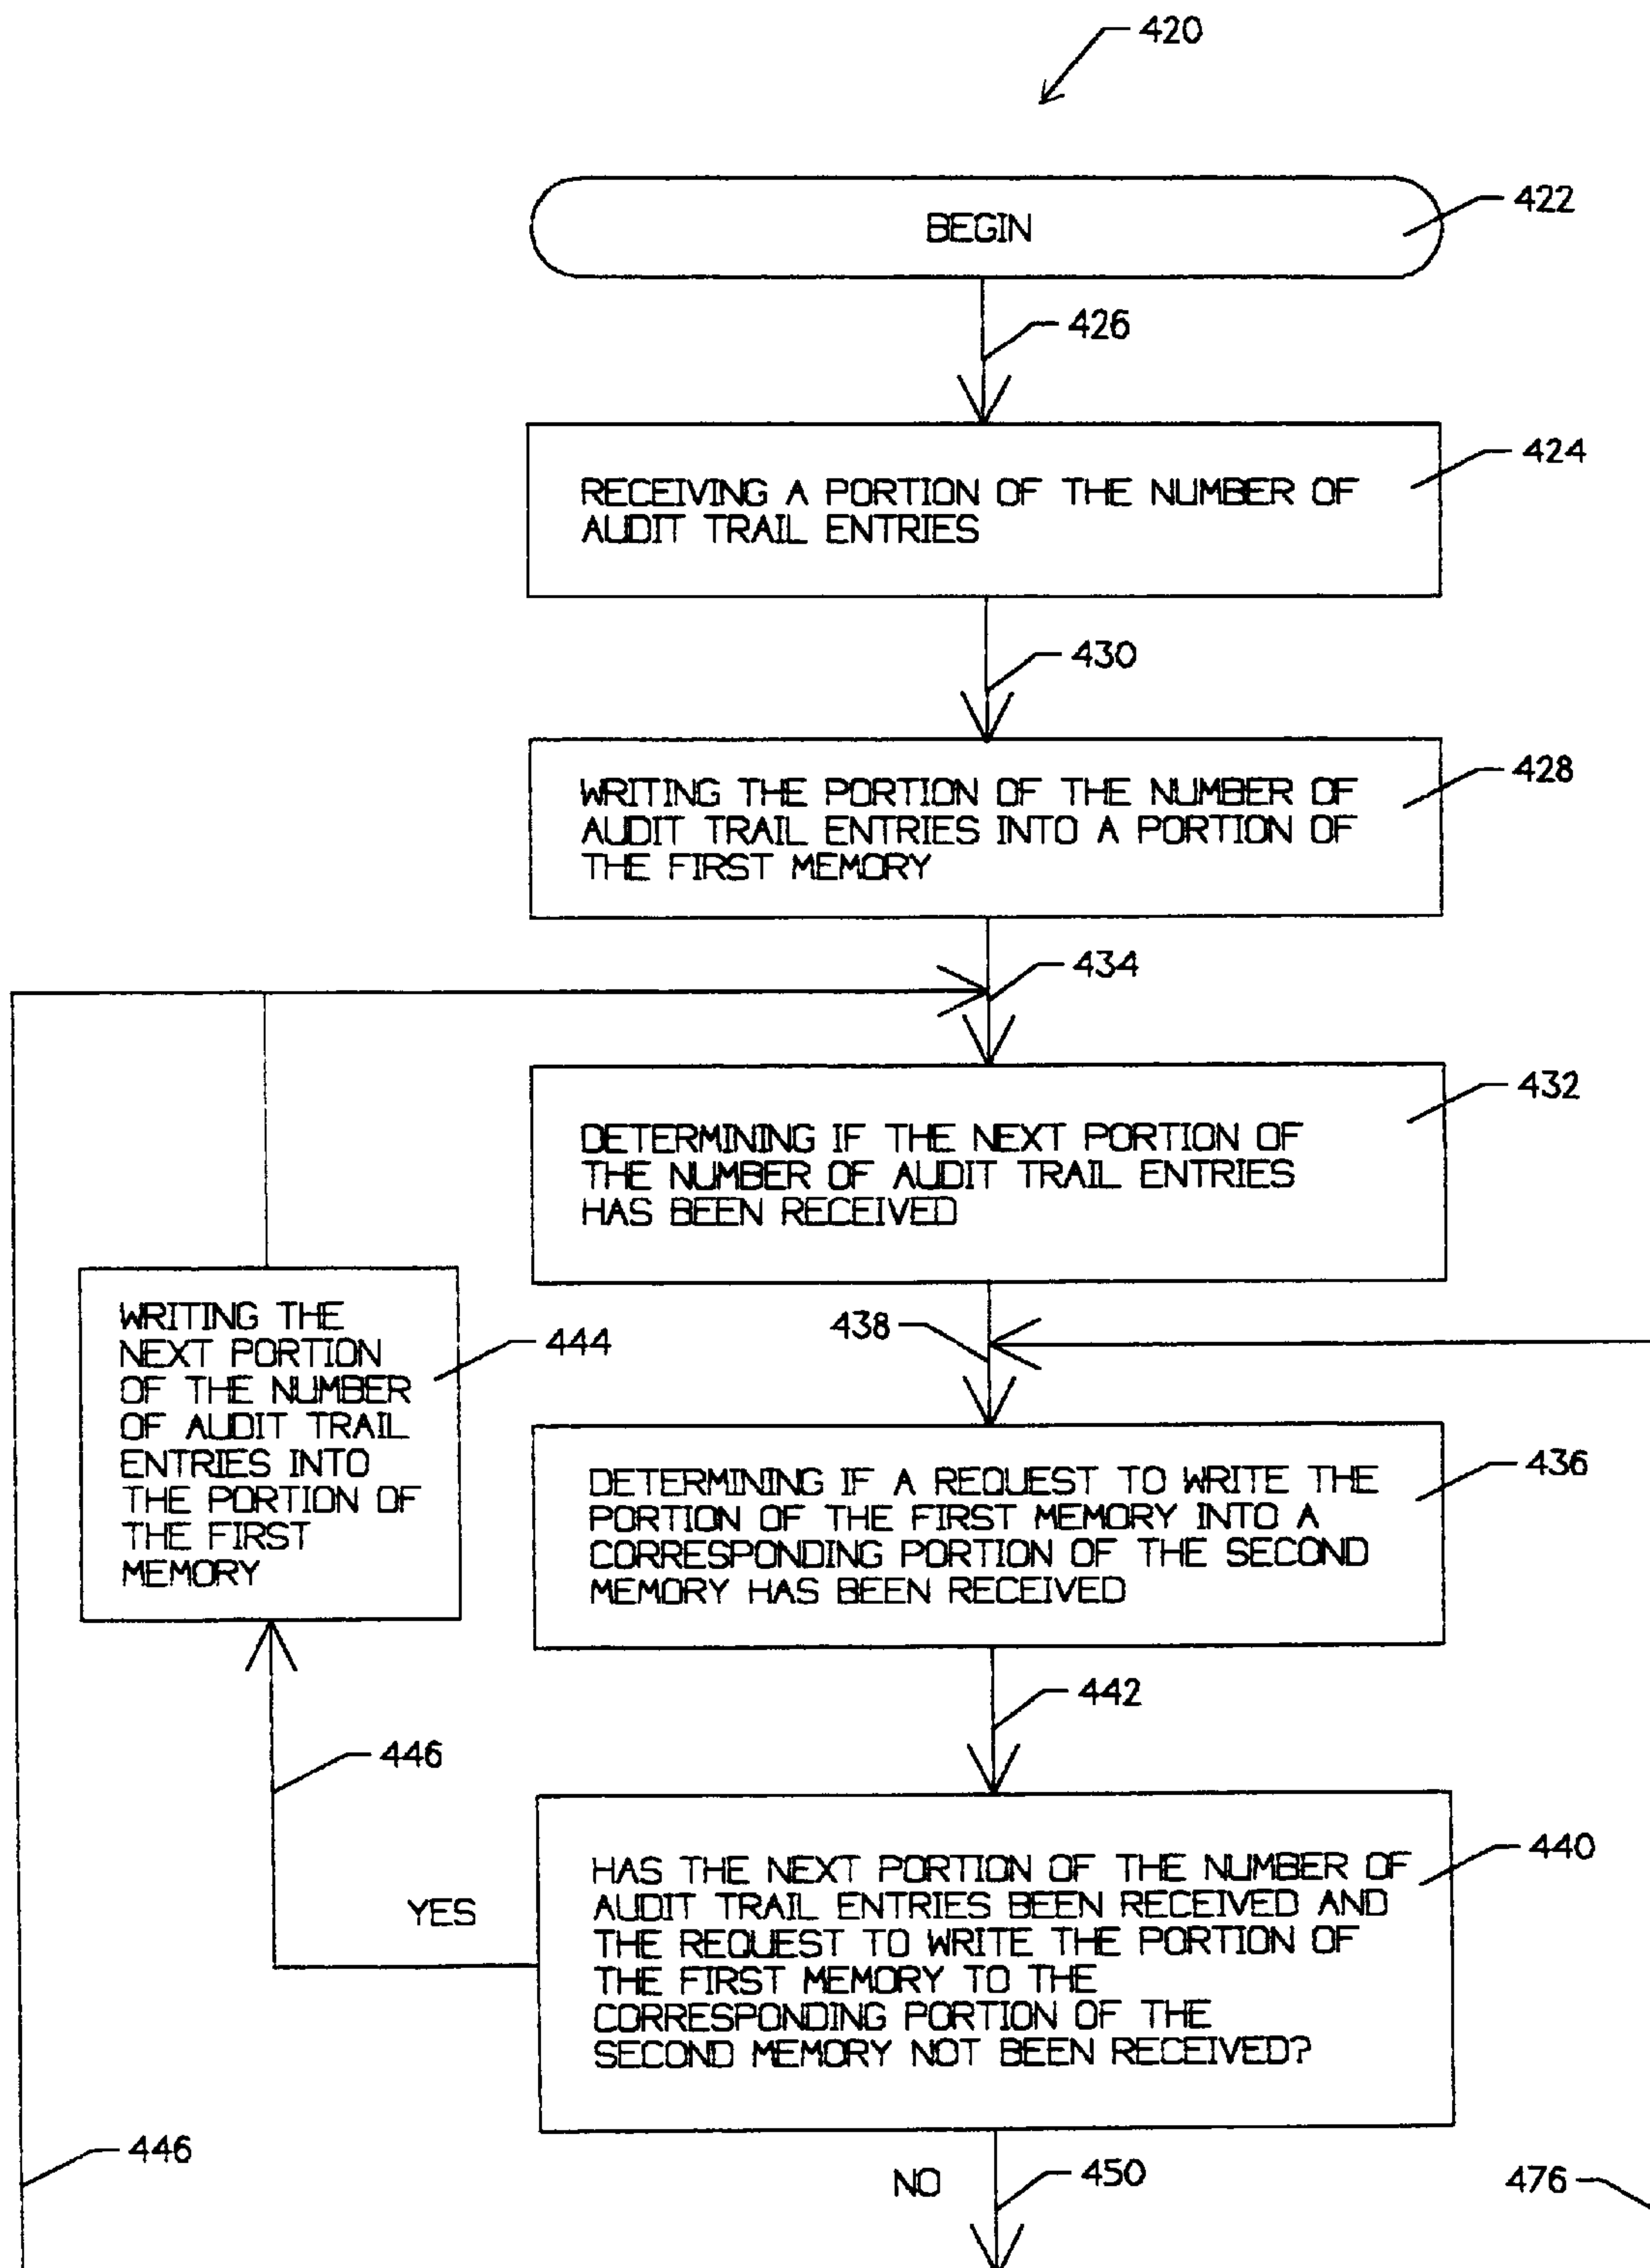 420
BEGIN
422
426
RECEIVING A PORTION OF THE NUMBER OF
AUDIT TRAIL ENTRIES
424
430
WRITING THE PORTION OF THE NUMBER OF
AUDIT TRAIL ENTRIES INTO A PORTION OF
THE FIRST MEMORY
428
434
DETERMINING IF THE NEXT PORTION OF
THE NUMBER OF AUDIT TRAIL ENTRIES
HAS BEEN RECEIVED
432
438
WRITING THE
NEXT PORTION
OF THE NUMBER
OF AUDIT TRAIL
ENTRIES INTO
THE PORTION OF
THE FIRST
MEMORY
444
DETERMINING IF A REQUEST TO WRITE THE
PORTION OF THE FIRST MEMORY INTO A
CORRESPONDING PORTION OF THE SECOND
MEMORY HAS BEEN RECEIVED
436
442
446
YES
HAS THE NEXT PORTION OF THE NUMBER OF
AUDIT TRAIL ENTRIES BEEN RECEIVED AND
THE REQUEST TO WRITE THE PORTION OF
THE FIRST MEMORY TO THE
CORRESPONDING PORTION OF THE
SECOND MEMORY NOT BEEN RECEIVED?
440
446
NO
450
476